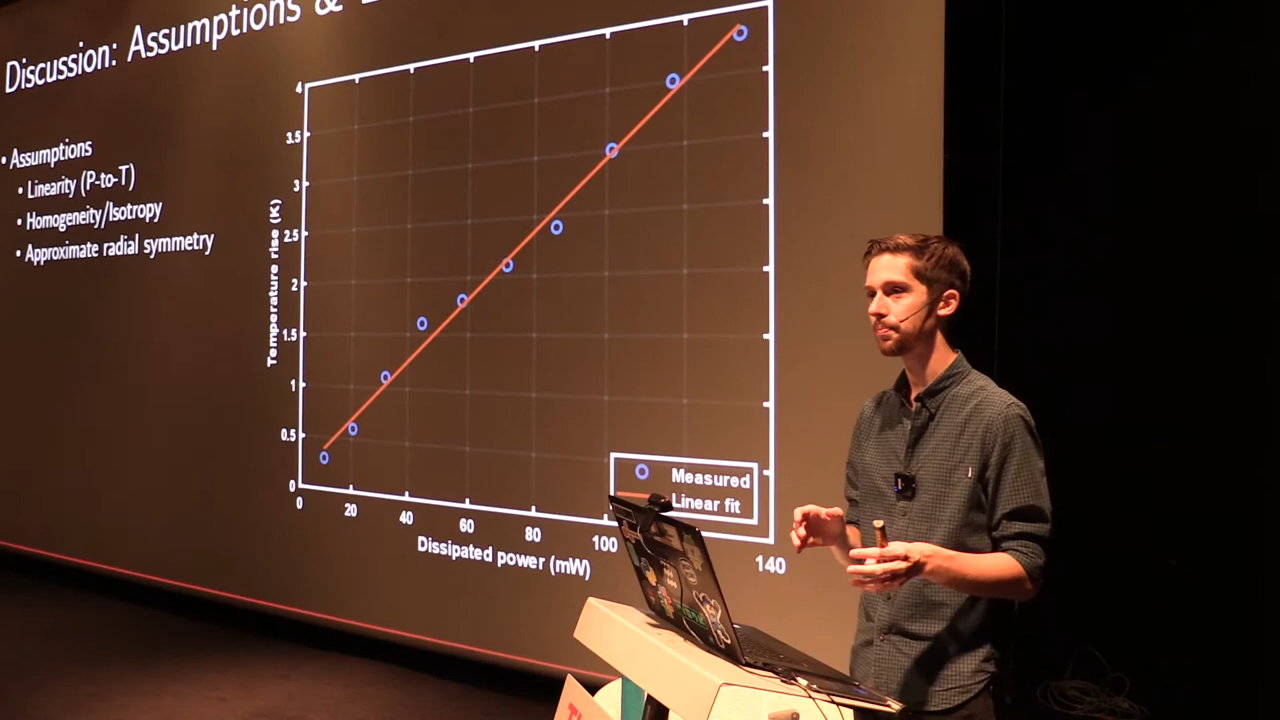 Discussion: Assumptions &
• Assumptions
• Linearity (P-to-T)
• Homogeneity/Isotropy
• Approximate radial symmetry
Temperature rise (K)
4
3.5
3
2.5
2
1.5
1
0.5
0
0 20 40 60 80 100 140
Dissipated power (mW)
Measured
Linear fit